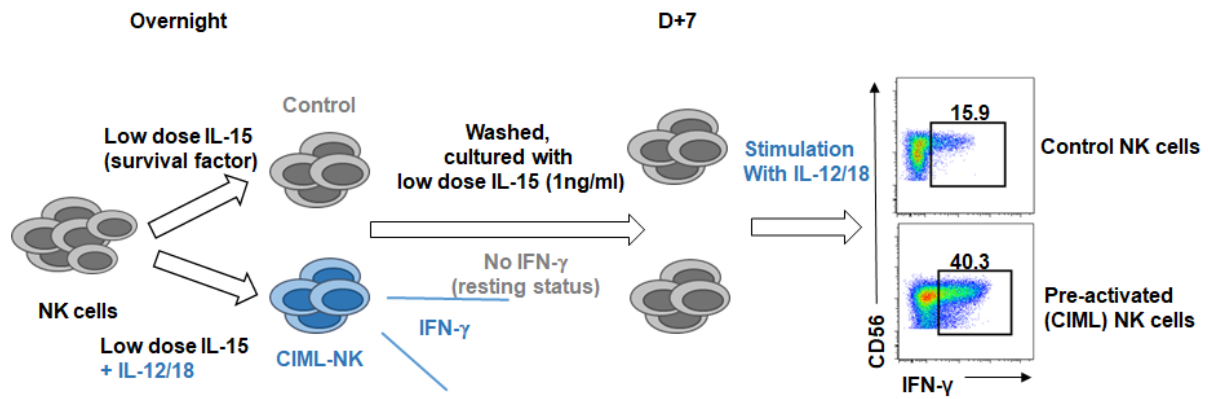 Overnight
D+7
Control
Low dose IL-15
(survival factor)
Washed,
cultured with
low dose IL-15 (1ng/ml)
Stimulation
With IL-12/18
15.9
Control NK cells
NK cells
Low dose IL-15
+ IL-12/18
CIML-NK
No IFN-γ
(resting status)
IFN-γ
40.3
Pre-activated
(CIML) NK cells
CD56
IFN-γ